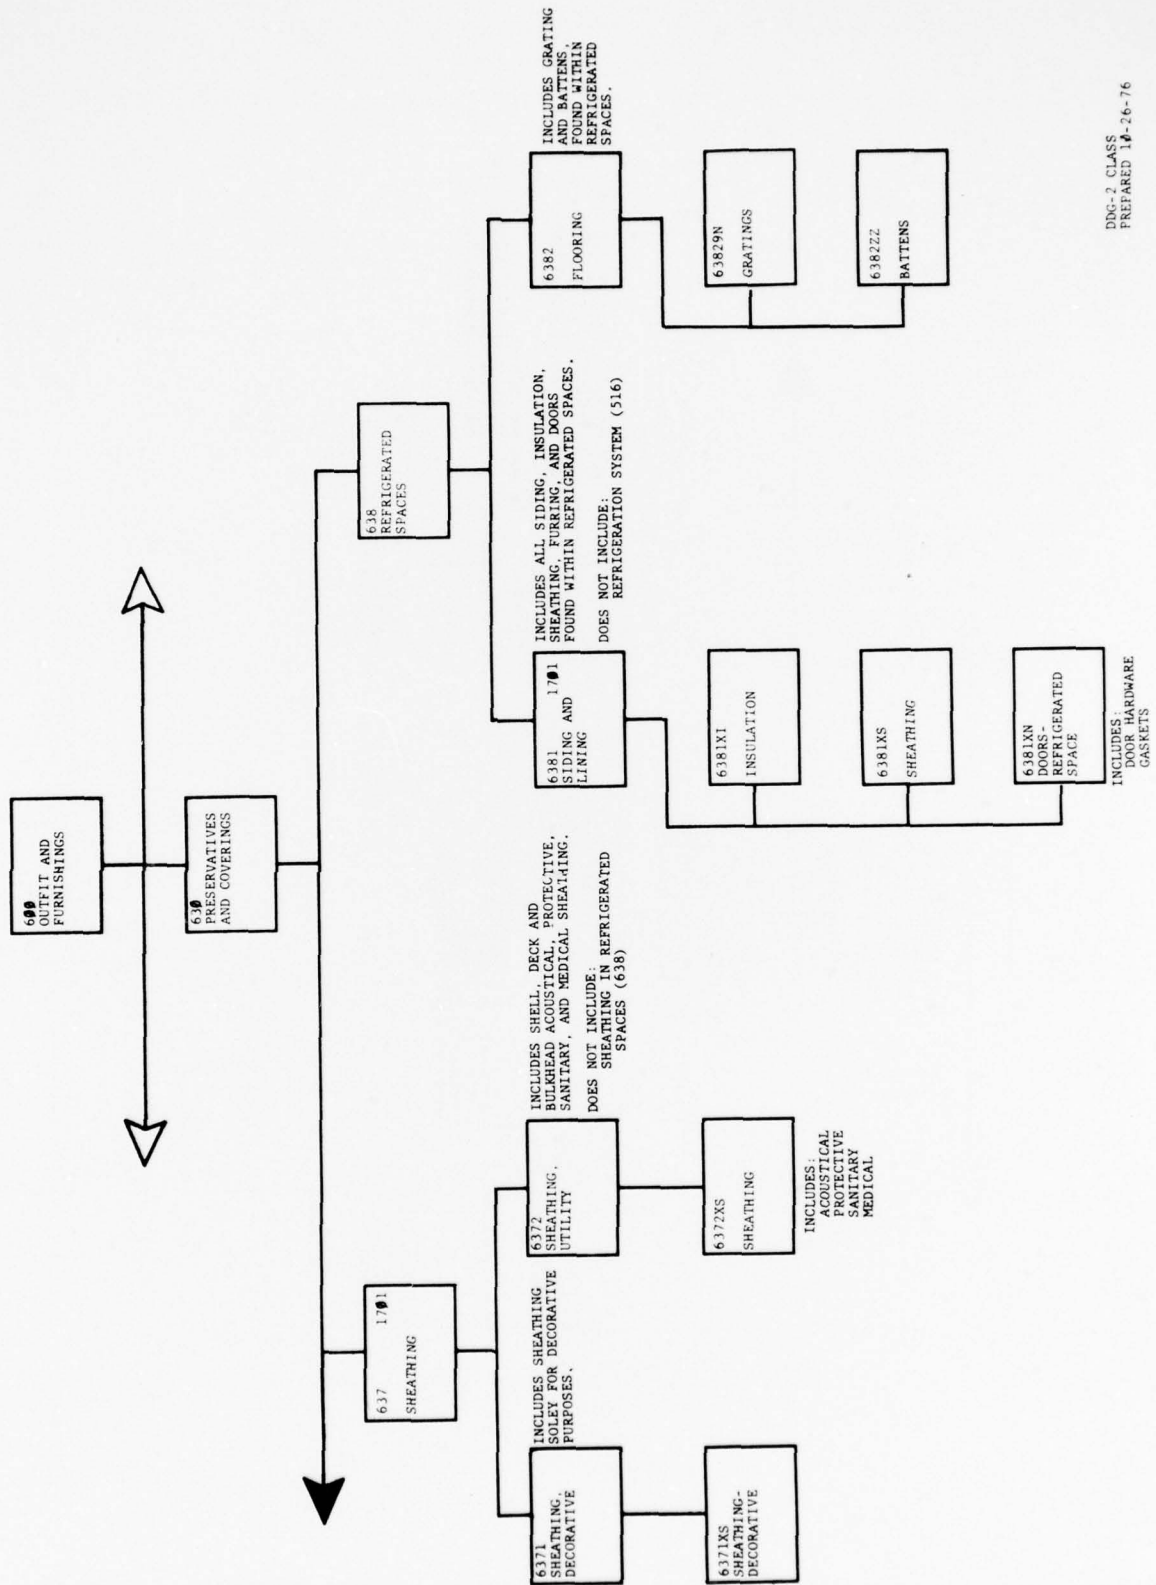 600
OUTFIT AND
FURNISHINGS
630
PRESERVATIVES
AND COVERINGS
637 1701
SHEATHING
638
REFRIGERATED
SPACES
6371
SHEATHING,
DECORATIVE
INCLUDES SHEATHING
SOLEY FOR DECORATIVE
PURPOSES.
6372
SHEATHING,
UTILITY
INCLUDES SHELL, DECK AND
BULKHEAD ACOUSTICAL, PROTECTIVE,
SANITARY, AND MEDICAL SHEATHING.
DOES NOT INCLUDE:
SHEATHING IN REFRIGERATED
SPACES (638)
6381 1701
SIDING AND
LINING
INCLUDES ALL SIDING, INSULATION,
SHEATHING, FURRING, AND DOORS
FOUND WITHIN REFRIGERATED SPACES.
DOES NOT INCLUDE:
REFRIGERATION SYSTEM (516)
6382
FLOORING
INCLUDES GRATING
AND BATTENS,
FOUND WITHIN
REFRIGERATED
SPACES.
6371XS
SHEATHING-
DECORATIVE
6372XS
SHEATHING
INCLUDES:
ACOUSTICAL
PROTECTIVE
SANITARY
MEDICAL
6381XI
INSULATION
6381XS
SHEATHING
6381XN
DOORS-
REFRIGERATED
SPACE
INCLUDES:
DOOR HARDWARE
GASKETS
63829N
GRATINGS
6382ZZ
BATTENS
DDG-2 CLASS
PREPARED 10-26-76